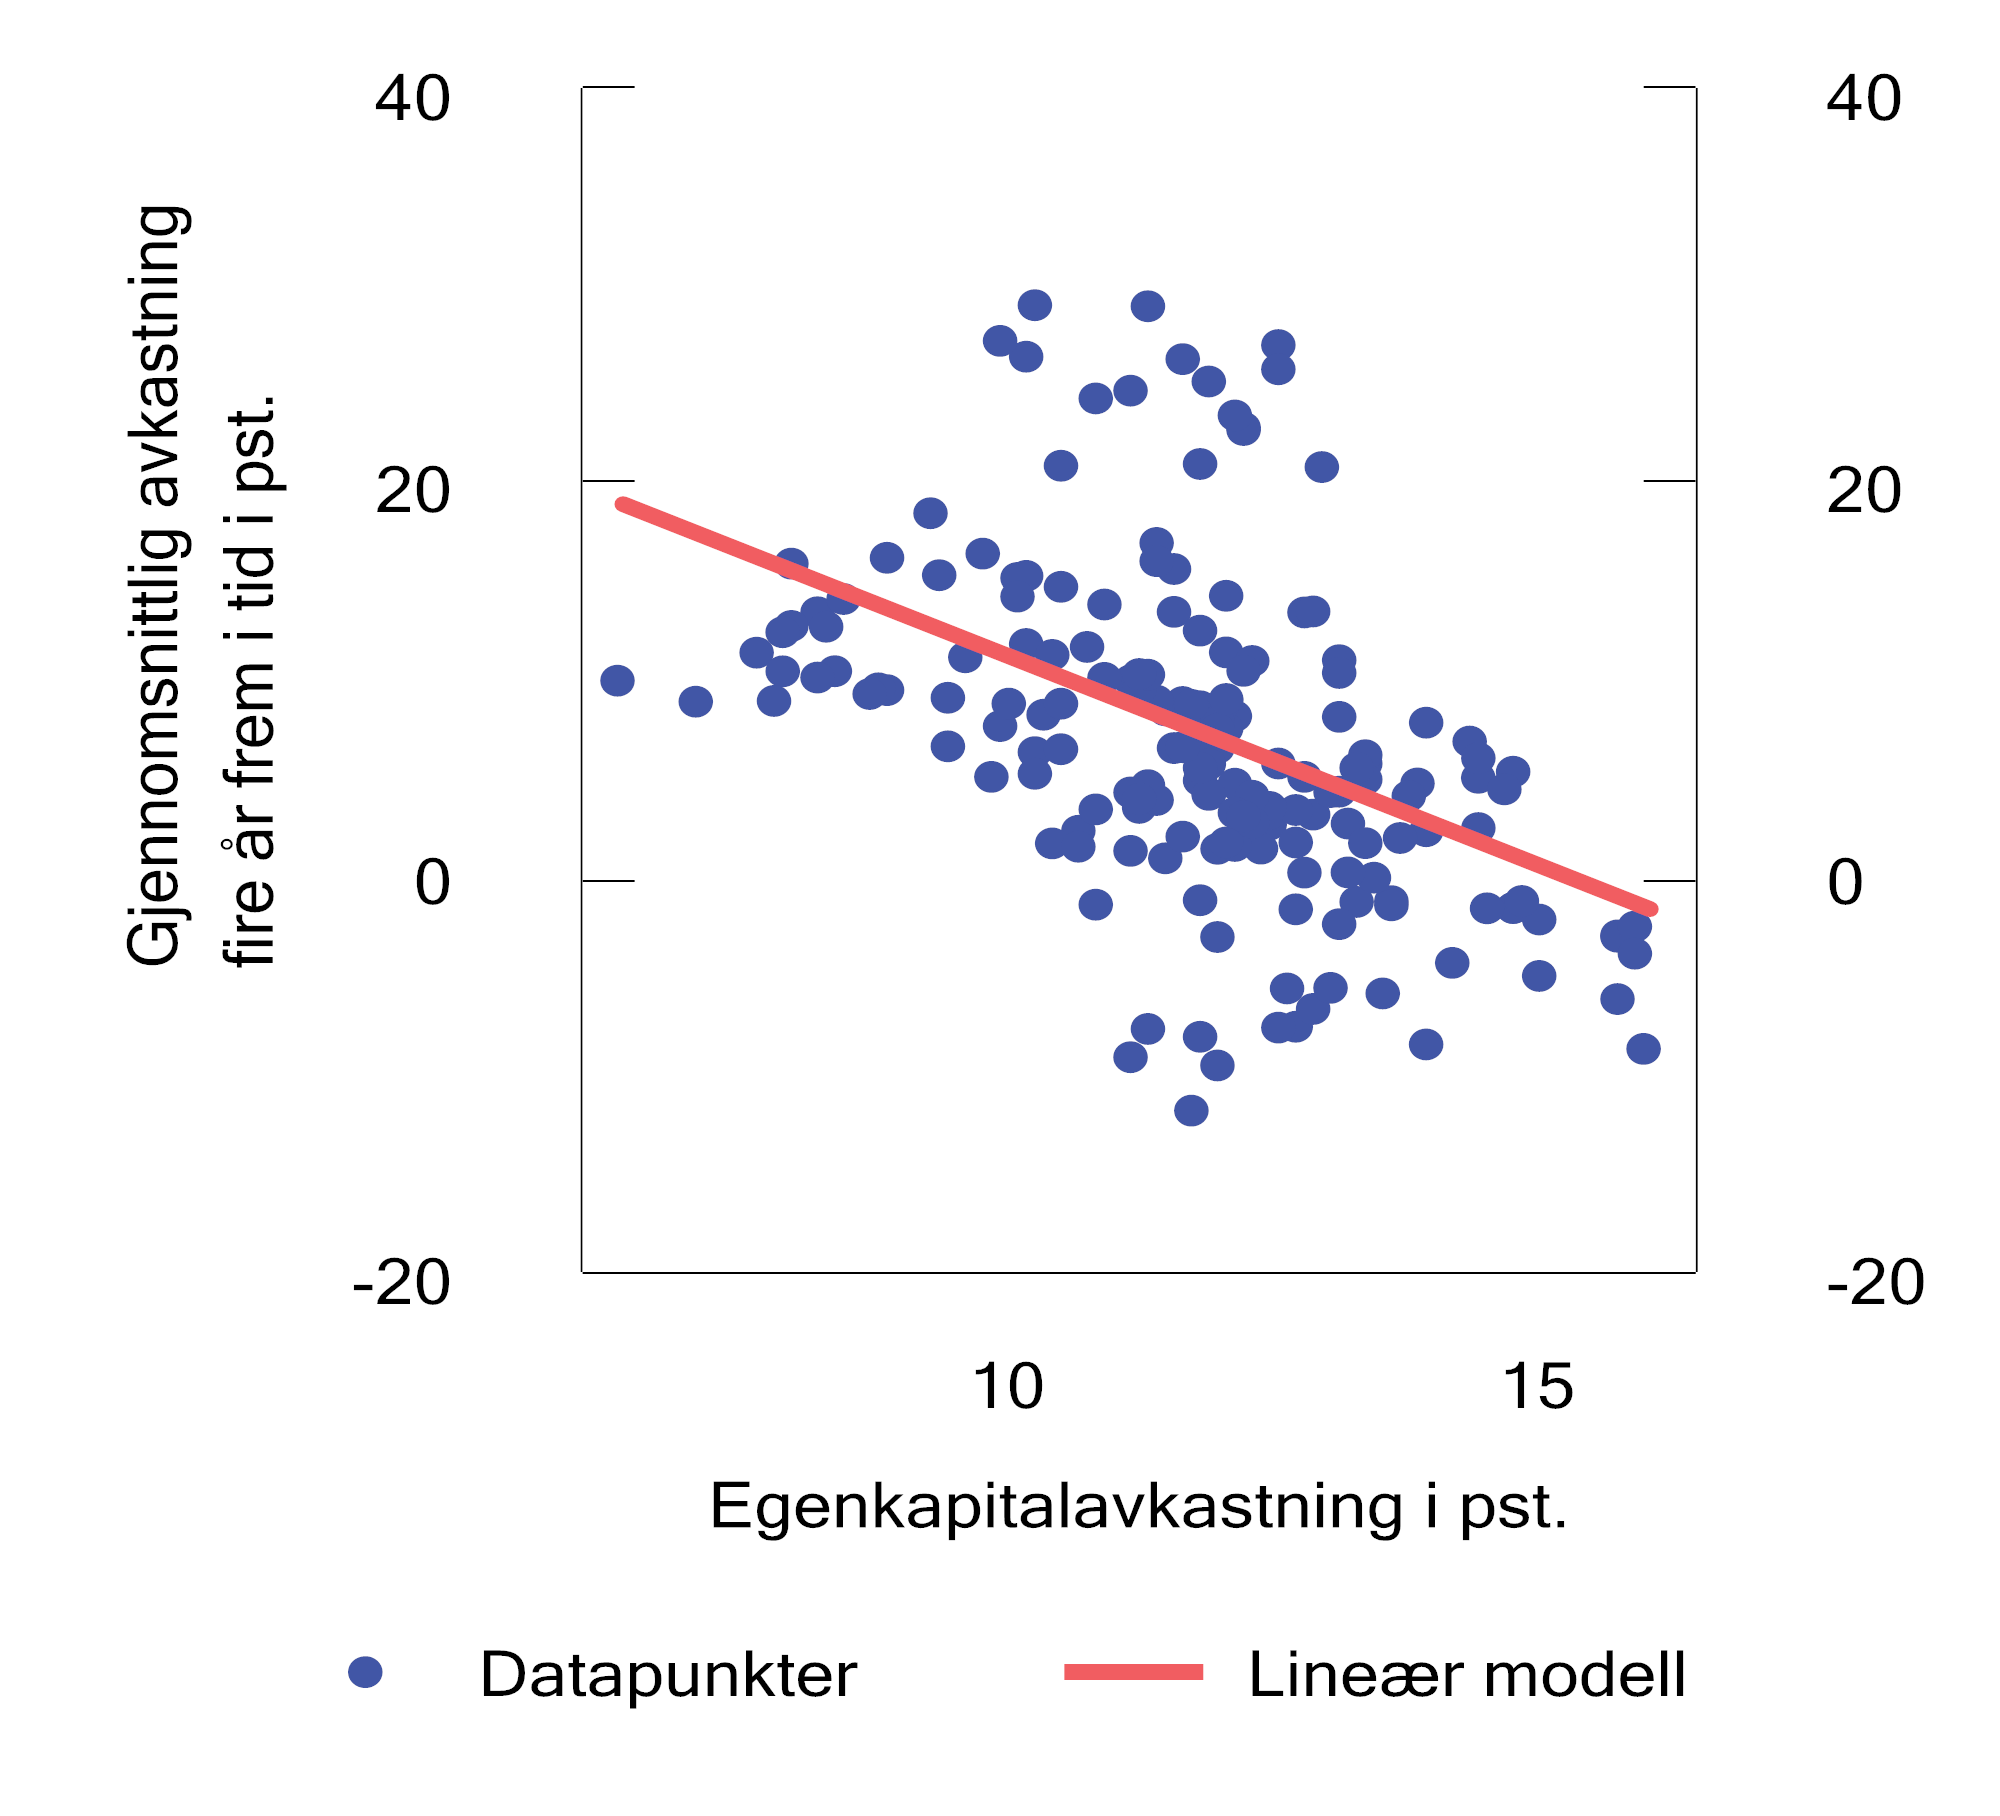 Gjennomsnittlig avkastning
fire år frem i tid i pst.
40
40
20
20
0
0
-20
-20
10
15
Egenkapitalavkastning i pst.
Datapunkter
Lineær modell